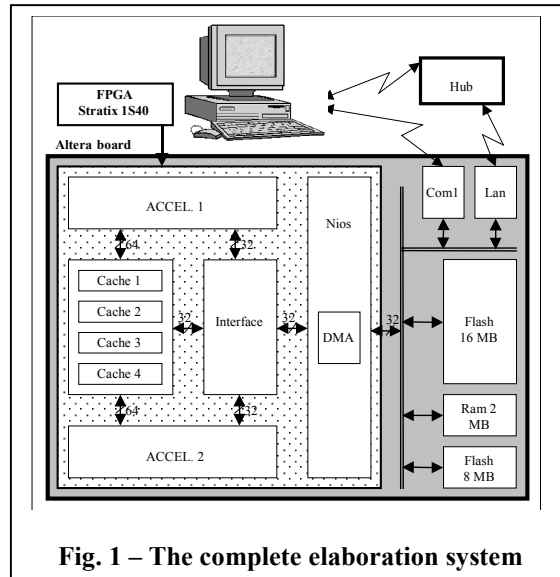 FPGA
Stratix 1S40
Hub
Altera board
Com1
Lan
ACCEL. 1
Nios
64
32
Cache 1
Cache 2
Cache 3
Cache 4
32
Interface
32
DMA
32
Flash
16 MB
Ram 2
MB
64
32
ACCEL. 2
Flash
8 MB
Fig. 1 – The complete elaboration system